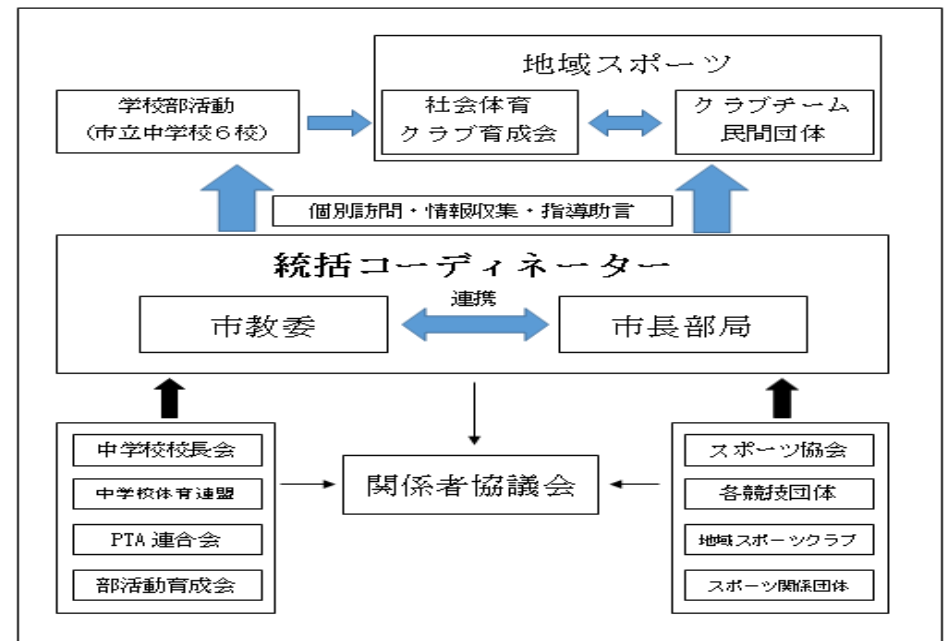 地域スポーツ
学校部活動
(市立中学校６校)
社会体育
クラブ育成会
クラブチーム
民間団体
個別訪問・情報収集・指導助言
統括コーディネーター
連携
市教委
市長部局
中学校校長会
中学校体育連盟
PTA 連合会
部活動育成会
関係者協議会
スポーツ協会
各競技団体
地域スポーツクラブ
スポーツ関係団体